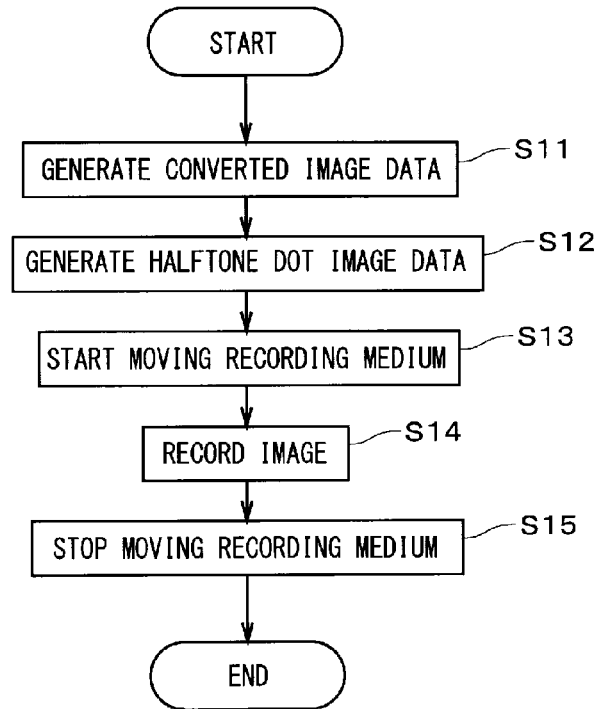 START
GENERATE CONVERTED IMAGE DATA
S11
GENERATE HALFTONE DOT IMAGE DATA
S12
START MOVING RECORDING MEDIUM
S13
RECORD IMAGE
S14
STOP MOVING RECORDING MEDIUM
S15
END